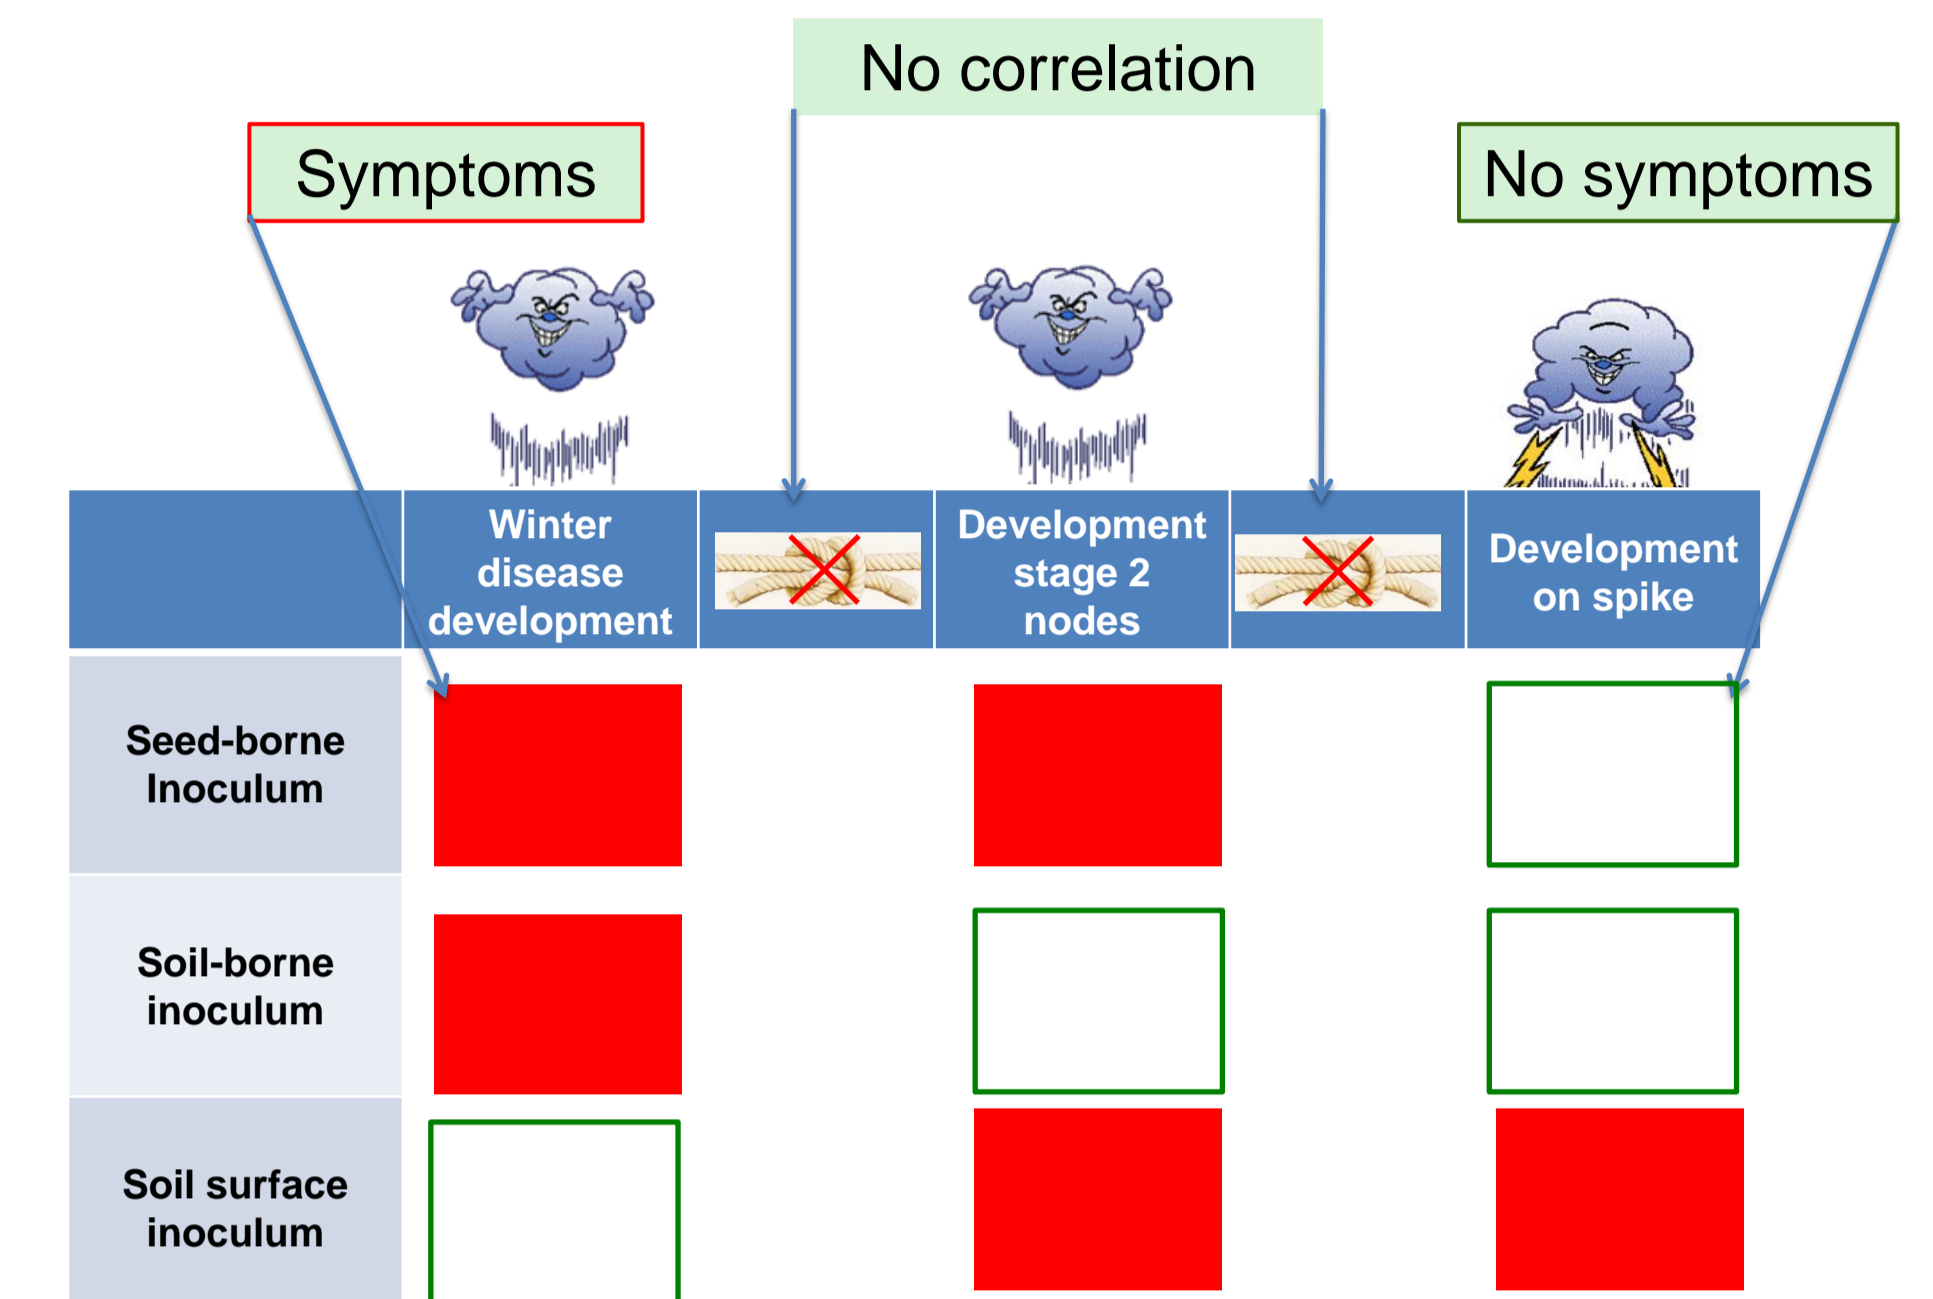 No correlation
Symptoms
No symptoms
Winter
disease
development
Development
stage 2
nodes
Development
on spike
Seed-borne
Inoculum
Soil-borne
inoculum
Soil surface
inoculum